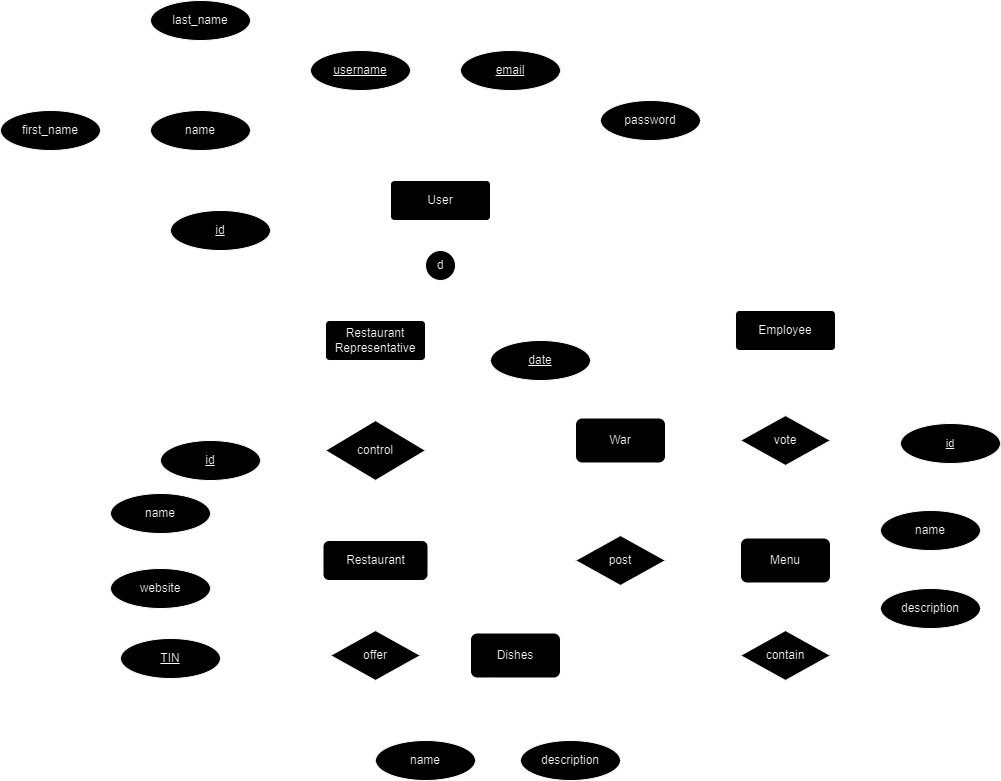 last_name
username
email
password
first_name
name
User
id
d
Restaurant
Representative
Employee
date
control
War
vote
id
id
name
name
Restaurant
post
Menu
website
description
TIN
offer
Dishes
contain
name
description